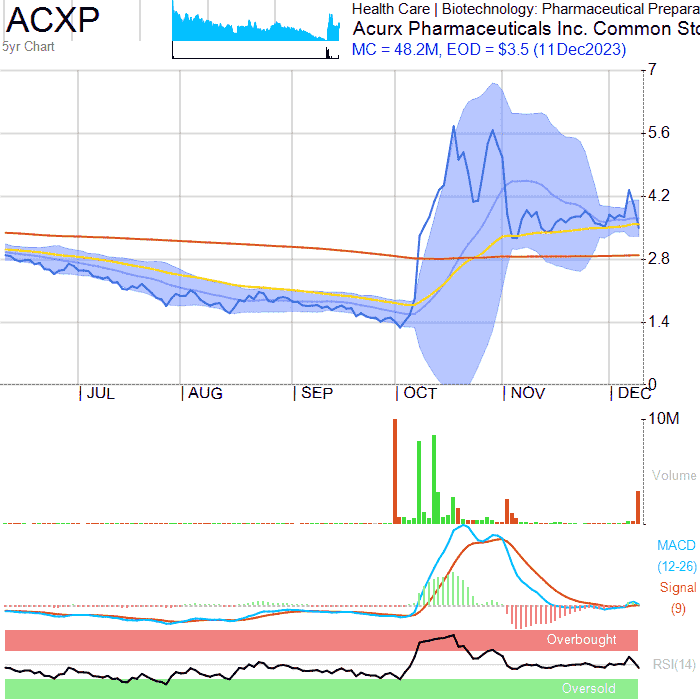 ACXP
5yr Chart
Health Care | Biotechnology: Pharmaceutical Prepara
Acurx Pharmaceuticals Inc. Common Sto
MC = 48.2M, EOD = $3.5 (11Dec2023)
7
5.6
4.2
2.8
1.4
0
JUL AUG SEP OCT NOV DEC
10M
Volume
MACD
(12-26)
Signal
(9)
Overbought
RSI(14)
Oversold